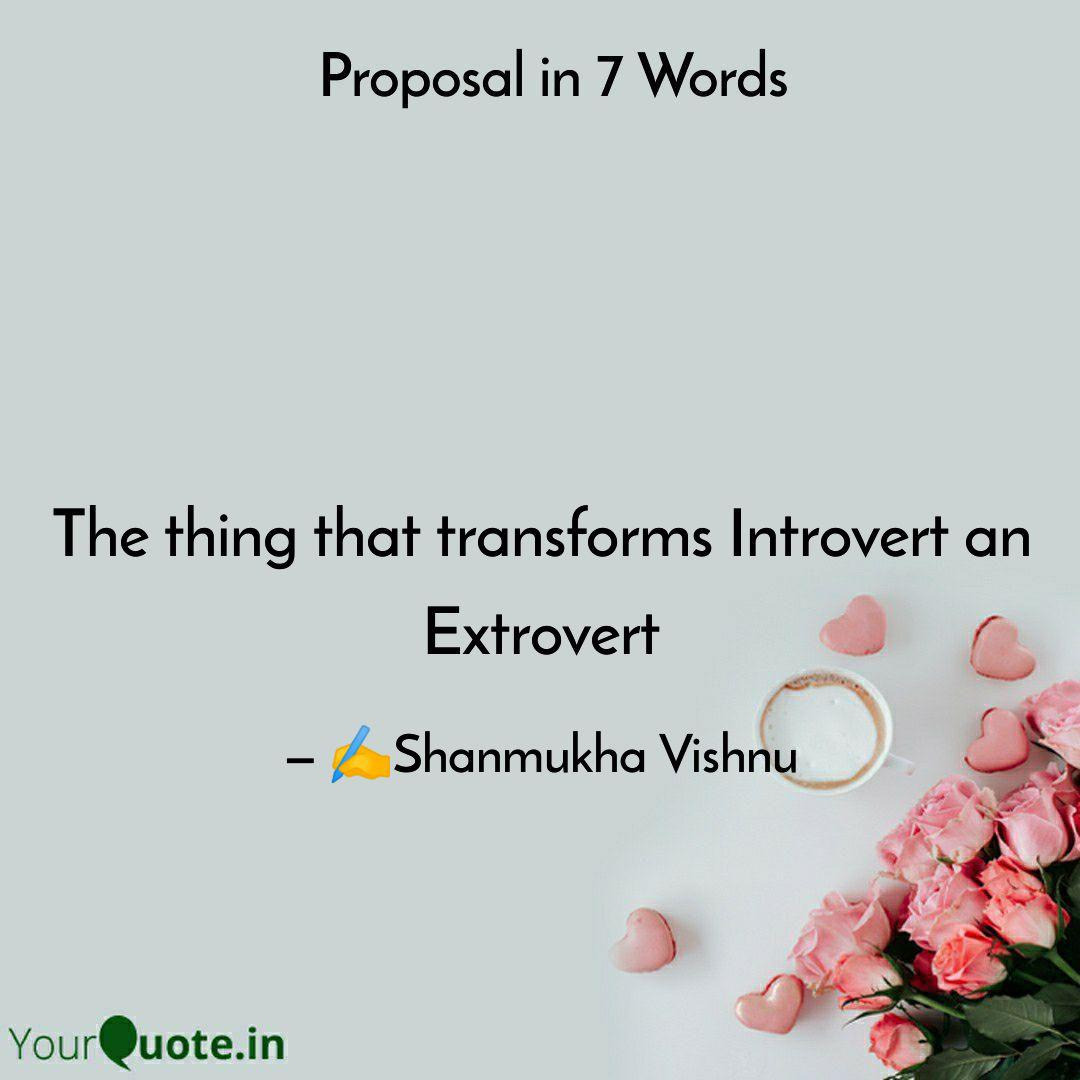 Proposal in 7 Words
The thing that transforms Introvert an
Extrovert
– ✍Shanmukha Vishnu
YourQuote.in